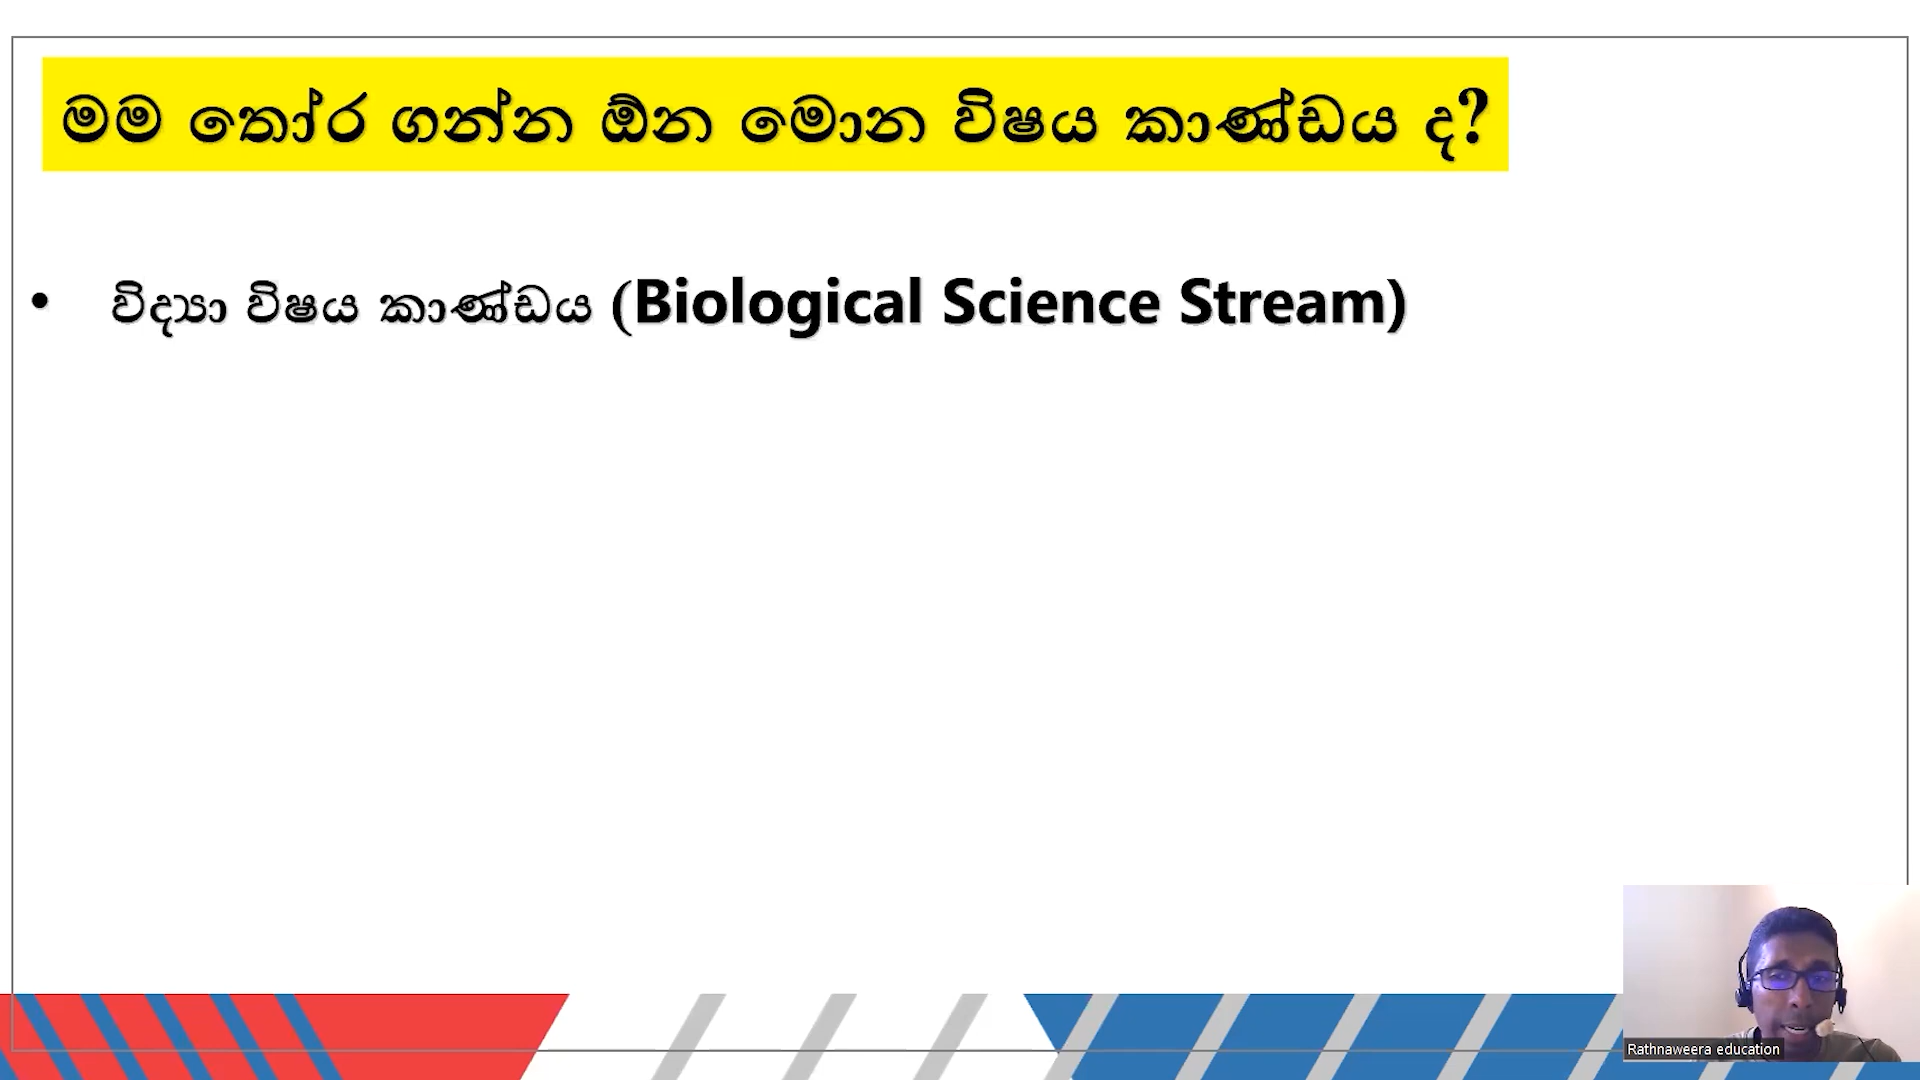 මම තෝර ගන්න ඕන මොන විෂය කාණ්ඩය ද?
• විද්‍යා විෂය කාණ්ඩය (Biological Science Stream)
Rathnaweera education